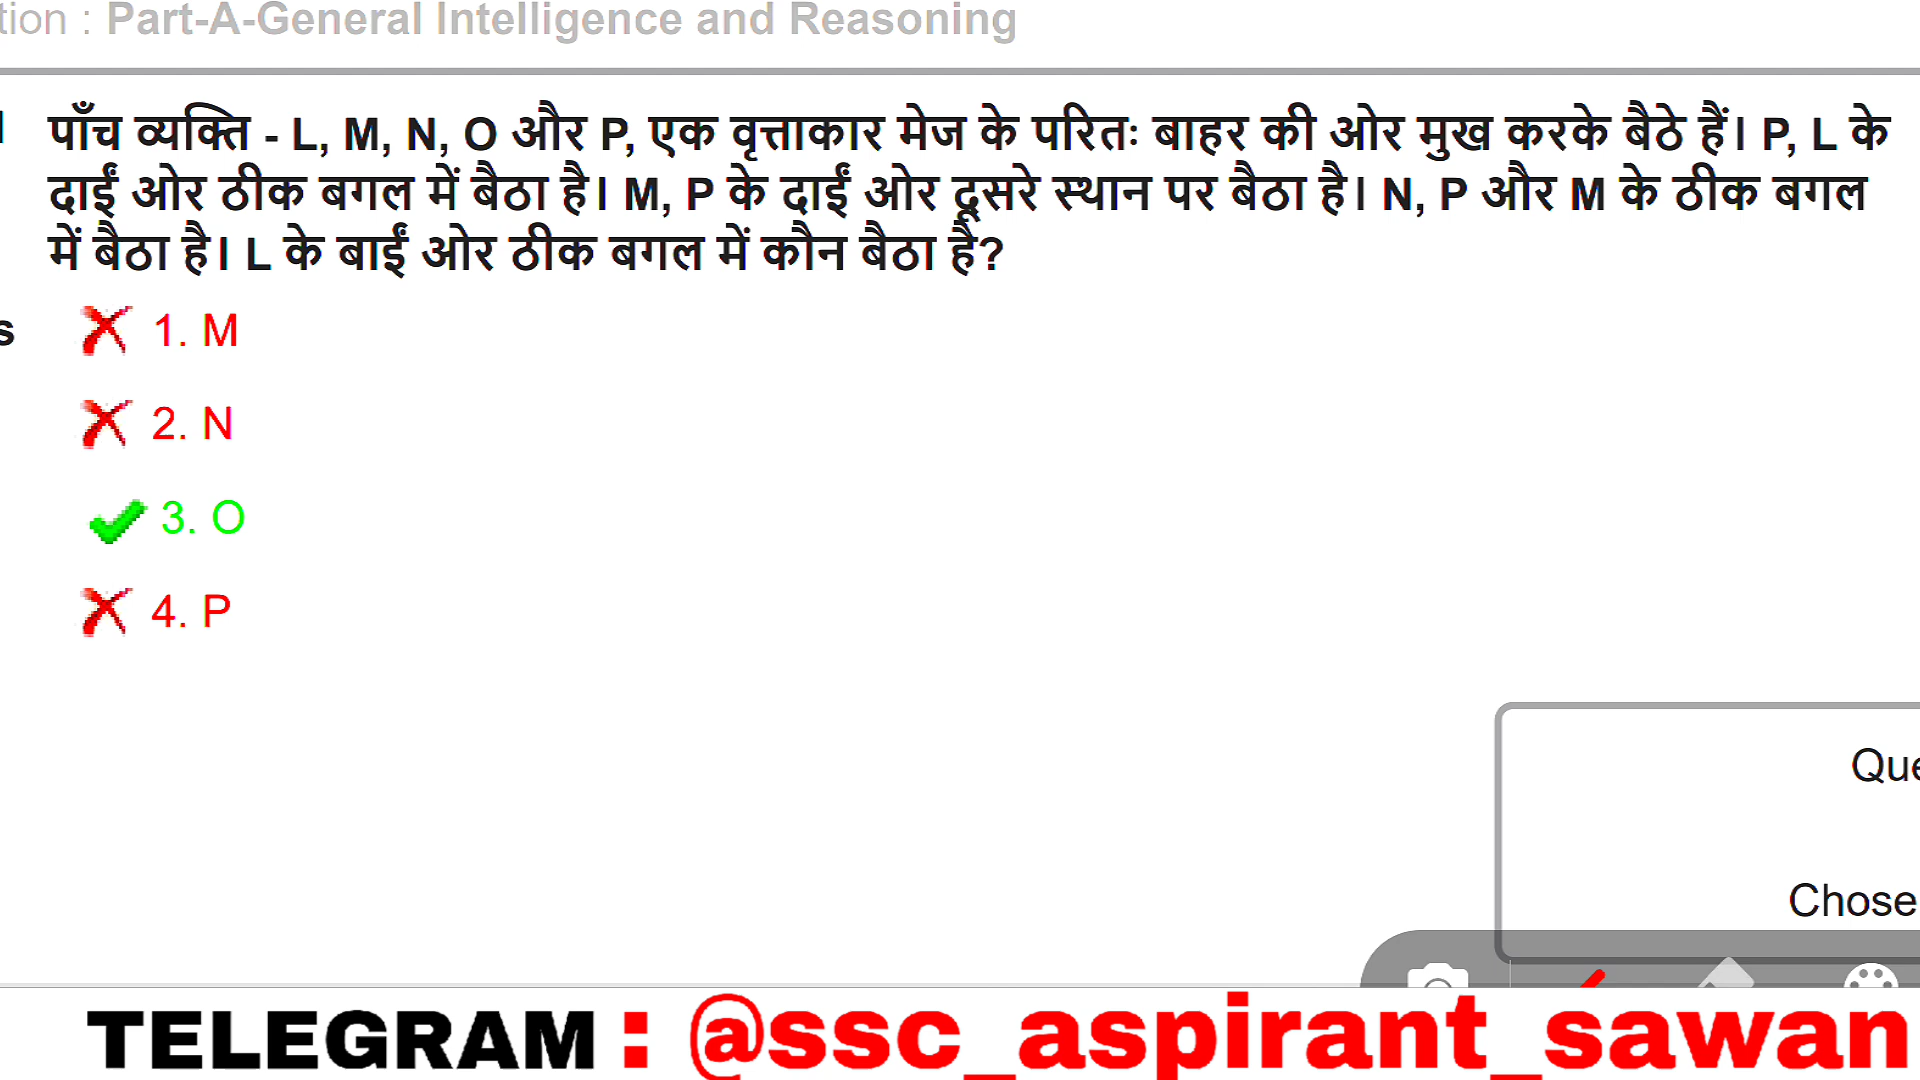 tion : Part-A-General Intelligence and Reasoning
पाँच व्यक्ति - L, M, N, O और P, एक वृत्ताकार मेज के परितः बाहर की ओर मुख करके बैठे हैं। P, L के
दाईं ओर ठीक बगल में बैठा है। M, P के दाईं ओर दूसरे स्थान पर बैठा है। N, P और M के ठीक बगल
में बैठा है। L के बाईं ओर ठीक बगल में कौन बैठा है?
s
1. M
2. N
3. O
4. P
Que
Chose
TELEGRAM : @ssc_aspirant_sawan